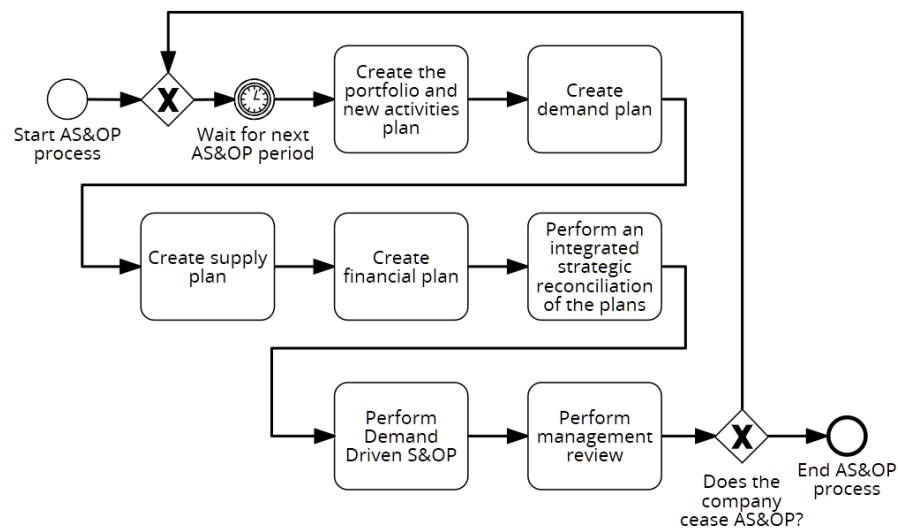 Start AS&OP
process
X
Wait for next
AS&OP period
Create the
portfolio and
new activities
plan
Create
demand plan
Create supply
plan
Create
financial plan
Perform an
integrated
strategic
reconciliation
of the plans
Perform
Demand
Driven S&OP
Perform
management
review
X
Does the
company
cease AS&OP?
End AS&OP
process